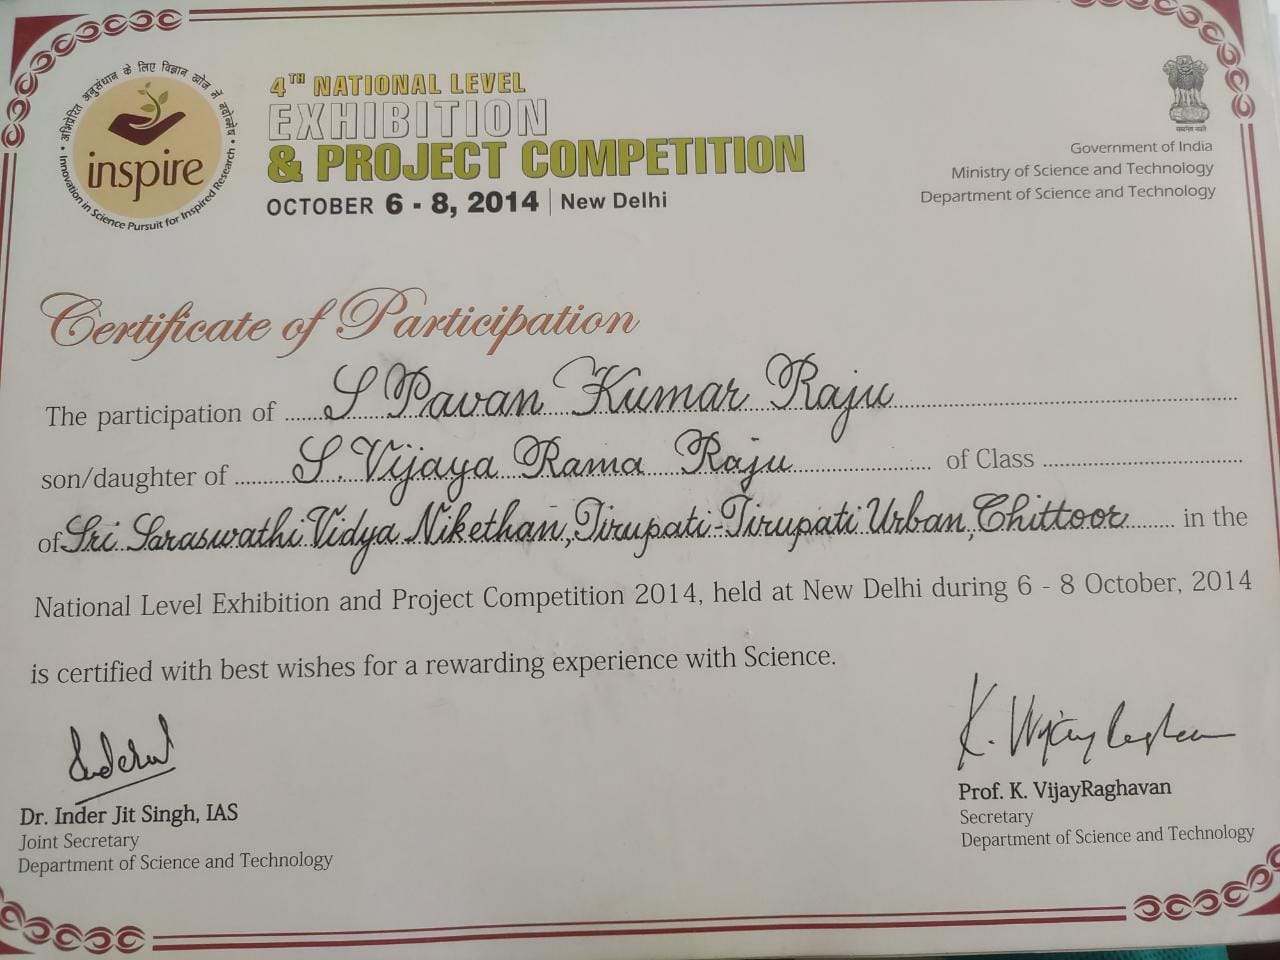 अभिप्रेरित अनुसंधान के लिए विज्ञान खोज में नवोन्मेष
inspire
Innovation in Science Pursuit for Inspired Research
4TH NATIONAL LEVEL
EXHIBITION
& PROJECT COMPETITION
OCTOBER 6 - 8, 2014 | New Delhi
सत्यमेव जयते
Government of India
Ministry of Science and Technology
Department of Science and Technology
Certificate of Participation
The participation of S Pavan Kumar Raju
son/daughter of S. Vijaya Rama Raju of Class
of Sri Saraswathi Vidya Nikethan, Tirupati-Tirupati Urban, Chittoor in the
National Level Exhibition and Project Competition 2014, held at New Delhi during 6 - 8 October, 2014
is certified with best wishes for a rewarding experience with Science.
Dr. Inder Jit Singh, IAS
Joint Secretary
Department of Science and Technology
K. VijayRaghavan
Prof. K. VijayRaghavan
Secretary
Department of Science and Technology